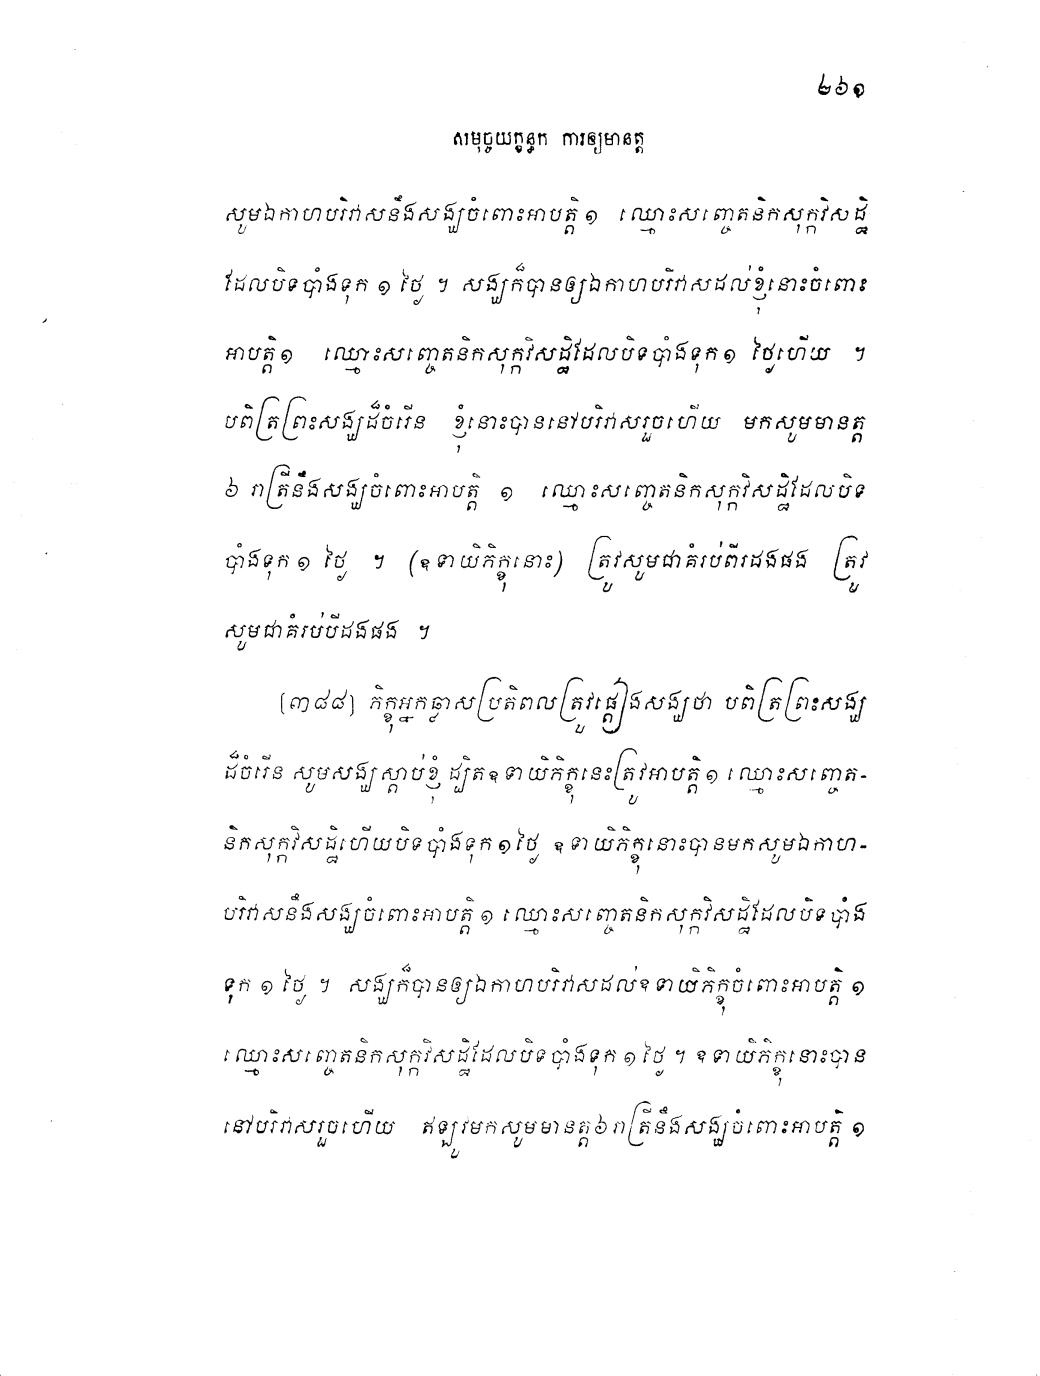 ២៦១
សមុច្ចយក្ខន្ធក ការឲ្យមានត្ត
សូមឯកាហបរិវាសនឹងសង្ឃចំពោះអាបត្តិ ១ ឈ្មោះសញ្ចេតនិកសុក្កវិសដ្ឋិ
ដែលបិទបាំងទុក ១ ថ្ងៃ ។ សង្ឃក៏បានឲ្យឯកាហបរិវាសដល់ខ្ញុំនោះចំពោះ
អាបត្តិ ១ ឈ្មោះសញ្ចេតនិកសុក្កវិសដ្ឋិដែលបិទបាំងទុក ១ ថ្ងៃហើយ ។
បពិត្រព្រះសង្ឃដ៏ចំរើន ខ្ញុំនោះបាននៅបរិវាសរួចហើយ មកសូមមានត្ត
៦ រាត្រីនឹងសង្ឃចំពោះអាបត្តិ ១ ឈ្មោះសញ្ចេតនិកសុក្កវិសដ្ឋិដែលបិទ
បាំងទុក ១ ថ្ងៃ ។ (ឧទាយិភិក្ខុនោះ) ត្រូវសូមជាគំរប់ពីរដងផង ត្រូវ
សូមជាគំរប់បីដងផង ។
[៣៨៨] ភិក្ខុអ្នកឆ្លាសប្រតិពលត្រូវផ្តៀងសង្ឃថា បពិត្រព្រះសង្ឃ
ដ៏ចំរើន សូមសង្ឃស្តាប់ខ្ញុំ ដ្បិតឧទាយិភិក្ខុនេះត្រូវអាបត្តិ ១ ឈ្មោះសញ្ចេត-
និកសុក្កវិសដ្ឋិហើយបិទបាំងទុក ១ ថ្ងៃ ឧទាយិភិក្ខុនោះបានមកសូមឯកាហ-
បរិវាសនឹងសង្ឃចំពោះអាបត្តិ ១ ឈ្មោះសញ្ចេតនិកសុក្កវិសដ្ឋិដែលបិទបាំង
ទុក ១ ថ្ងៃ ។ សង្ឃក៏បានឲ្យឯកាហបរិវាសដល់ឧទាយិភិក្ខុចំពោះអាបត្តិ ១
ឈ្មោះសញ្ចេតនិកសុក្កវិសដ្ឋិដែលបិទបាំងទុក ១ ថ្ងៃ ។ ឧទាយិភិក្ខុនោះបាន
នៅបរិវាសរួចហើយ ឥឡូវមកសូមមានត្ត ៦ រាត្រីនឹងសង្ឃចំពោះអាបត្តិ ១